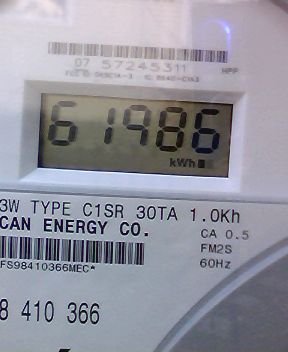 07 57245311
HPP
61986
kWh
3W TYPE C1SR 30TA 1.0Kh
CAN ENERGY CO.
CA 0.5
FM2S
60Hz
FS98410366MEC*
8 410 366